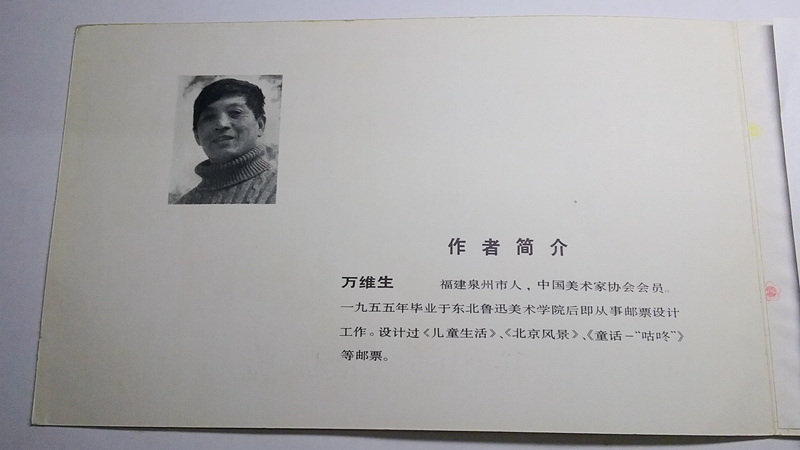 作者简介
万维生 福建泉州市人，中国美术家协会会员。
一九五五年毕业于东北鲁迅美术学院后即从事邮票设计
工作。设计过《儿童生活》、《北京风景》、《童话－“咕咚”》
等邮票。